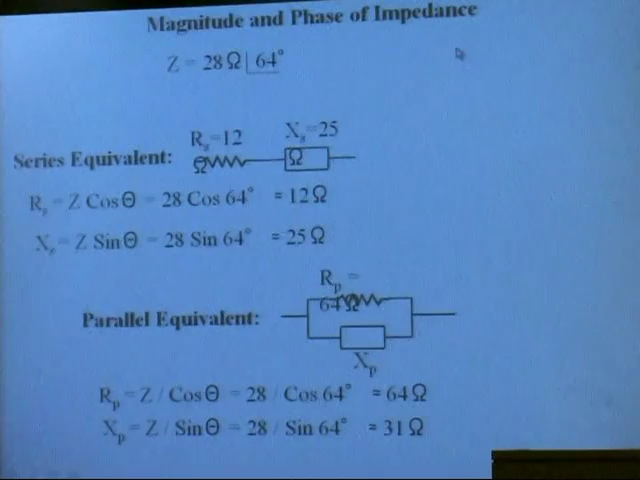 Magnitude and Phase of Impedance
Z = 28 Ω 64°
R_s=12 X_s=25
Series Equivalent: Ω Ω
R_s = Z Cos Θ = 28 Cos 64° = 12 Ω
X_s = Z Sin Θ = 28 Sin 64° = 25 Ω
R_p =
64Ω
Parallel Equivalent:
X_p
R_p = Z / Cos Θ = 28 / Cos 64° = 64 Ω
X_p = Z / Sin Θ = 28 / Sin 64° = 31 Ω